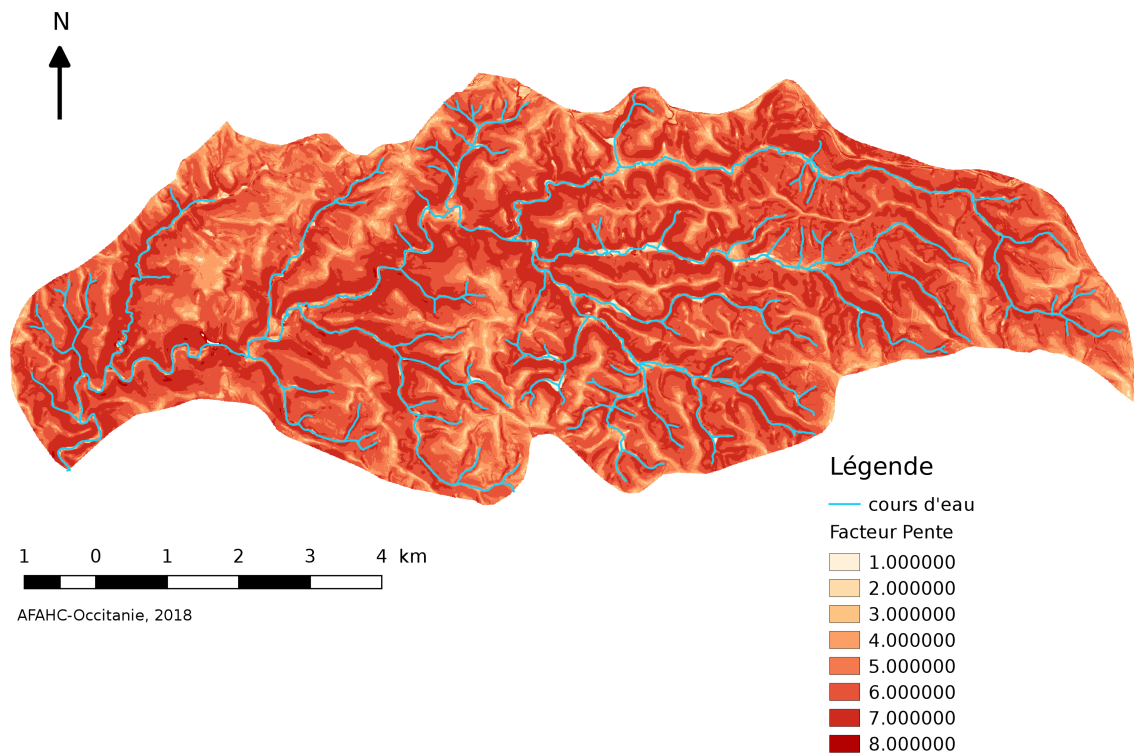 N
Légende
cours d'eau
Facteur Pente
1.000000
2.000000
3.000000
4.000000
5.000000
6.000000
7.000000
8.000000
1 0 1 2 3 4 km
AFAHC-Occitanie, 2018